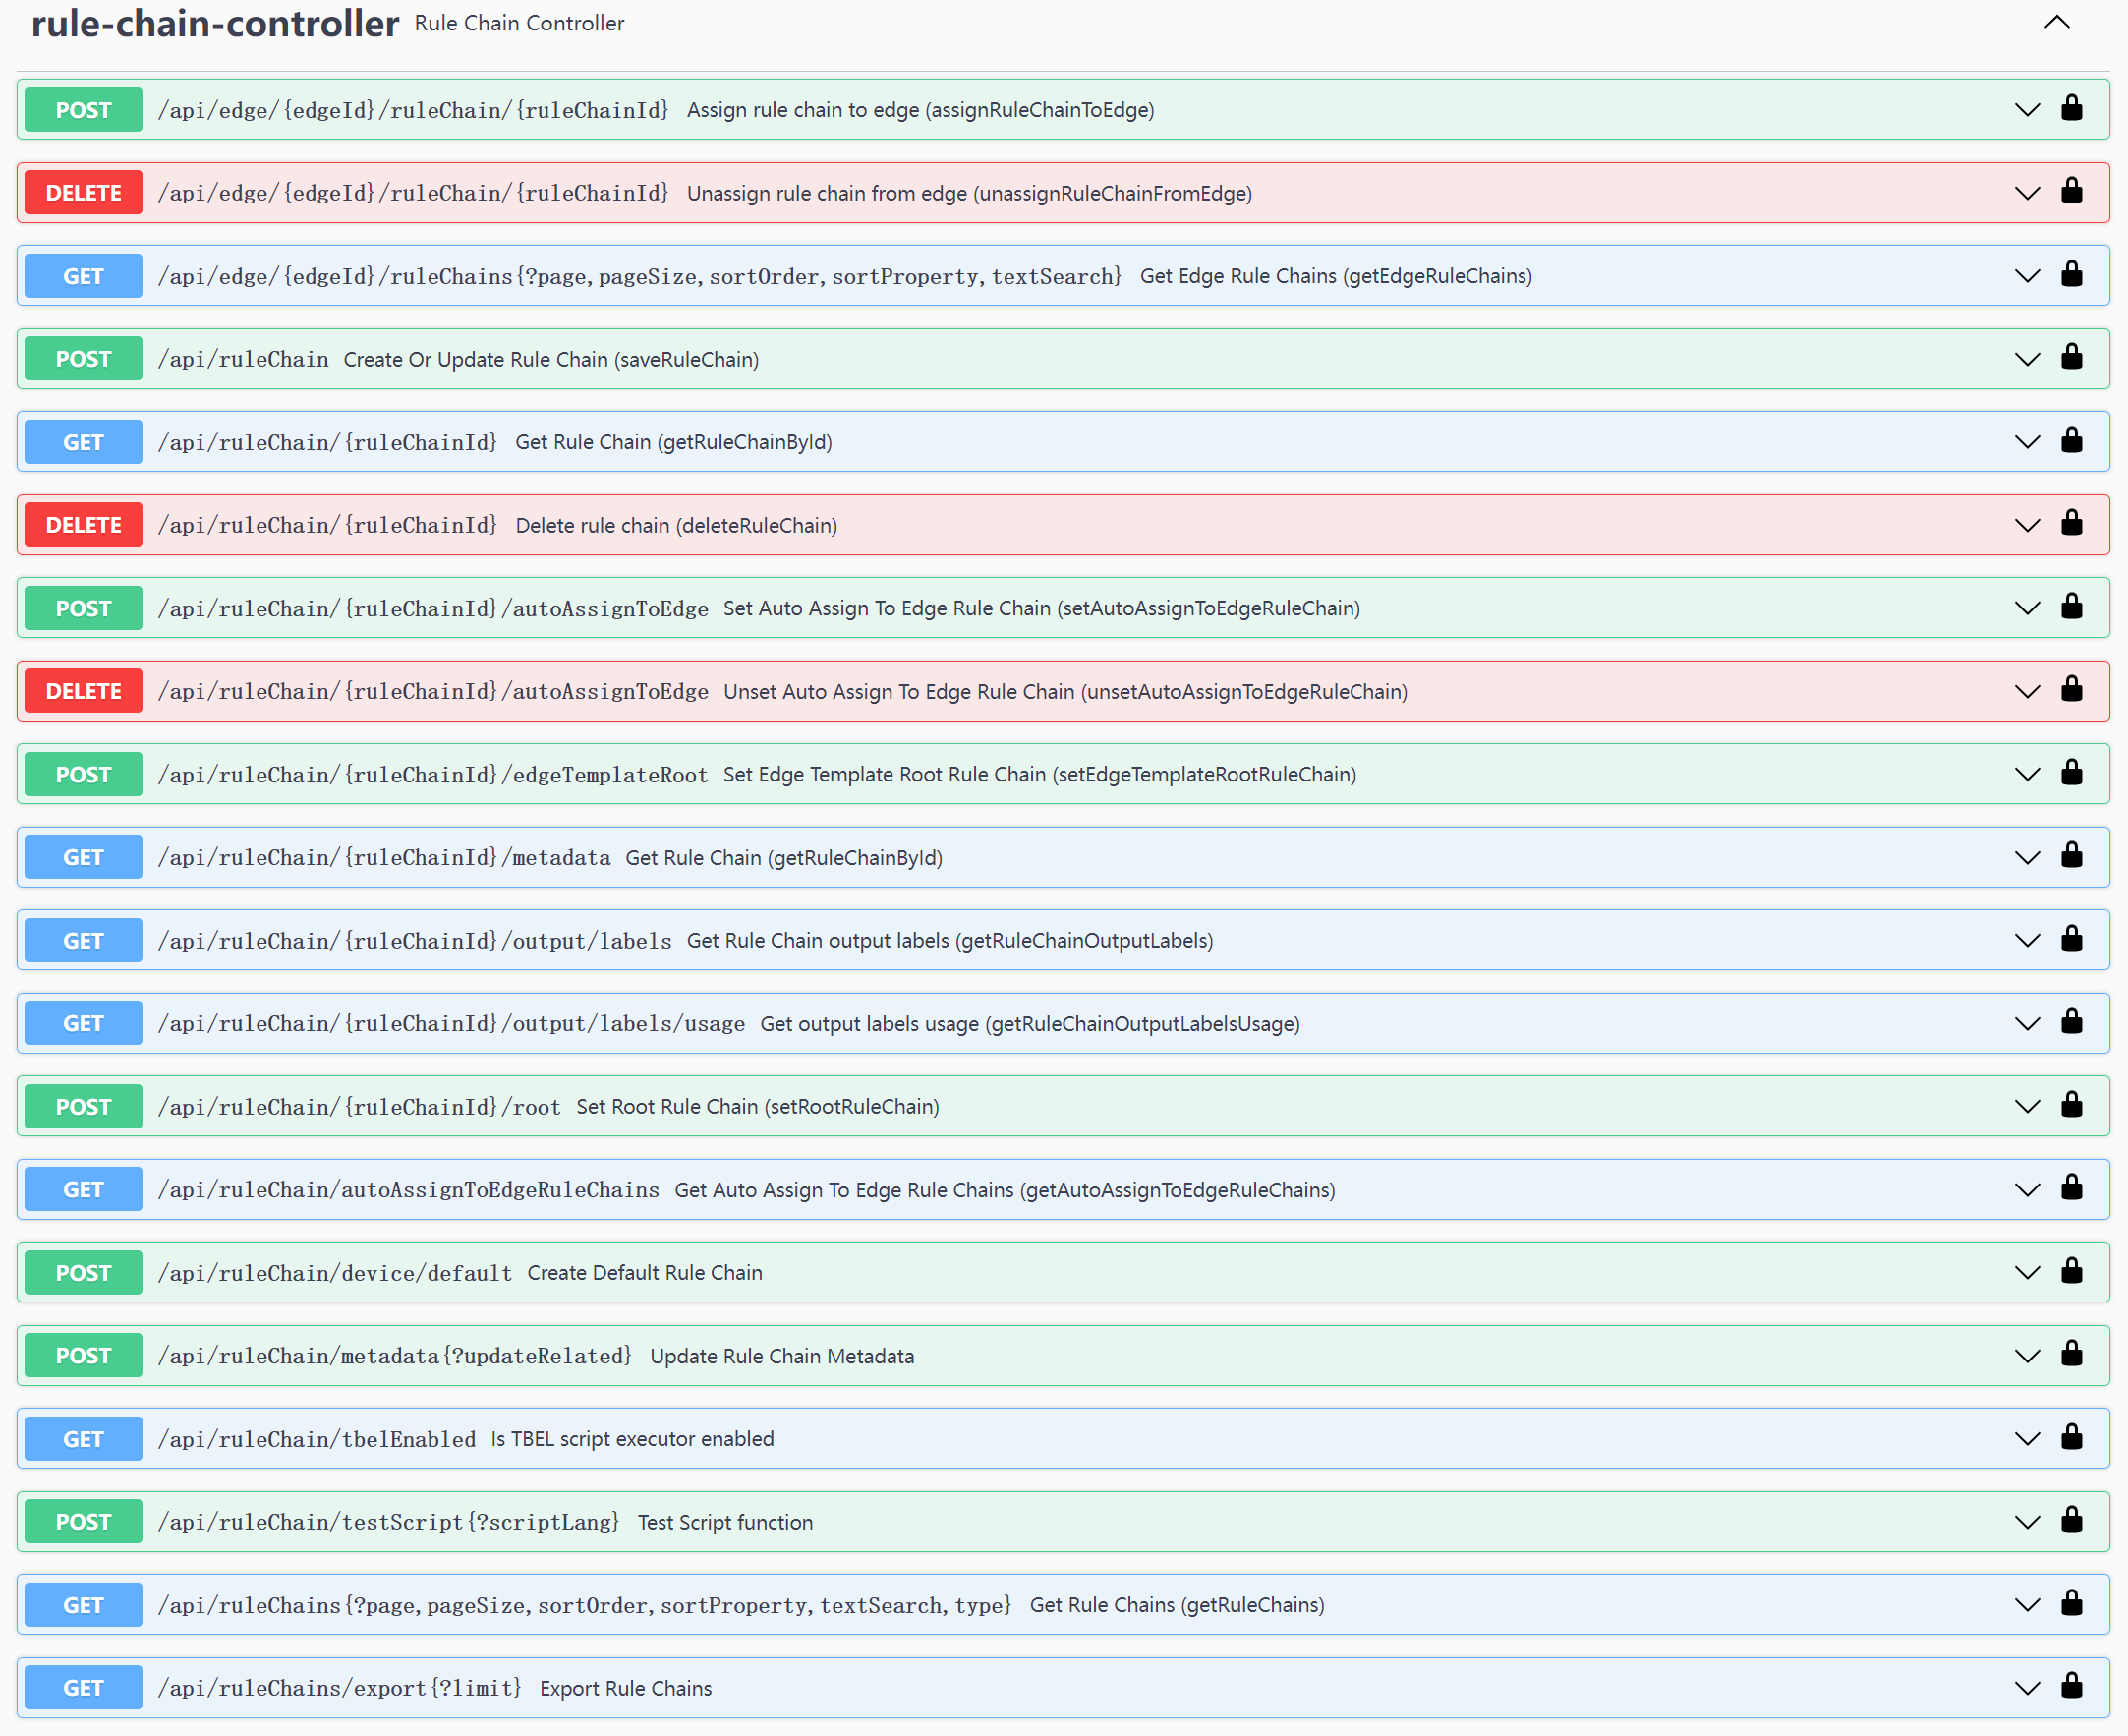 rule-chain-controller Rule Chain Controller
POST /api/edge/{edgeId}/ruleChain/{ruleChainId} Assign rule chain to edge (assignRuleChainToEdge)
DELETE /api/edge/{edgeId}/ruleChain/{ruleChainId} Unassign rule chain from edge (unassignRuleChainFromEdge)
GET /api/edge/{edgeId}/ruleChains{?page,pageSize,sortOrder,sortProperty,textSearch} Get Edge Rule Chains (getEdgeRuleChains)
POST /api/ruleChain Create Or Update Rule Chain (saveRuleChain)
GET /api/ruleChain/{ruleChainId} Get Rule Chain (getRuleChainById)
DELETE /api/ruleChain/{ruleChainId} Delete rule chain (deleteRuleChain)
POST /api/ruleChain/{ruleChainId}/autoAssignToEdge Set Auto Assign To Edge Rule Chain (setAutoAssignToEdgeRuleChain)
DELETE /api/ruleChain/{ruleChainId}/autoAssignToEdge Unset Auto Assign To Edge Rule Chain (unsetAutoAssignToEdgeRuleChain)
POST /api/ruleChain/{ruleChainId}/edgeTemplateRoot Set Edge Template Root Rule Chain (setEdgeTemplateRootRuleChain)
GET /api/ruleChain/{ruleChainId}/metadata Get Rule Chain (getRuleChainById)
GET /api/ruleChain/{ruleChainId}/output/labels Get Rule Chain output labels (getRuleChainOutputLabels)
GET /api/ruleChain/{ruleChainId}/output/labels/usage Get output labels usage (getRuleChainOutputLabelsUsage)
POST /api/ruleChain/{ruleChainId}/root Set Root Rule Chain (setRootRuleChain)
GET /api/ruleChain/autoAssignToEdgeRuleChains Get Auto Assign To Edge Rule Chains (getAutoAssignToEdgeRuleChains)
POST /api/ruleChain/device/default Create Default Rule Chain
POST /api/ruleChain/metadata{?updateRelated} Update Rule Chain Metadata
GET /api/ruleChain/tbelEnabled Is TBEL script executor enabled
POST /api/ruleChain/testScript{?scriptLang} Test Script function
GET /api/ruleChains{?page,pageSize,sortOrder,sortProperty,textSearch,type} Get Rule Chains (getRuleChains)
GET /api/ruleChains/export{?limit} Export Rule Chains